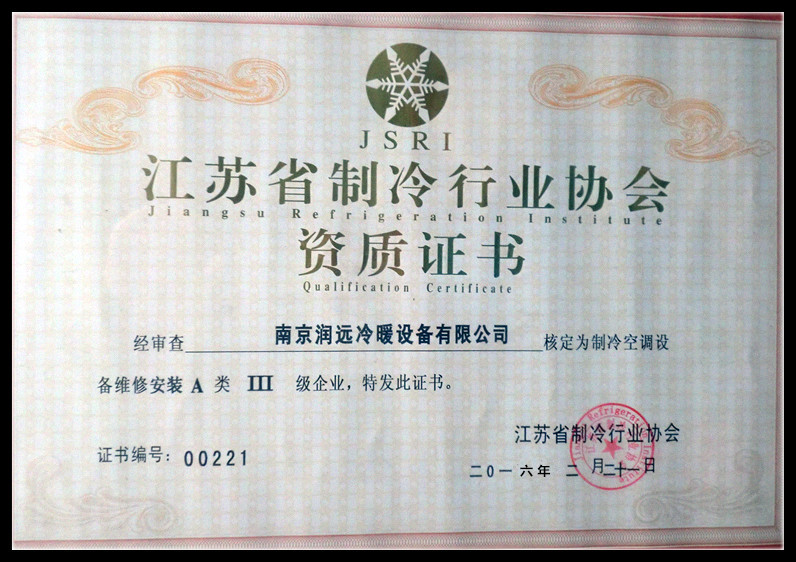 JSRI
江苏省制冷行业协会
Jiangsu Refrigeration Institute
资质证书
Qualification Certificate
经审查 南京润远冷暖设备有限公司 核定为制冷空调设
备维修安装 A 类 III 级企业，特发此证书。
江苏省制冷行业协会
证书编号：00221
二0一六年 二 月二十一日